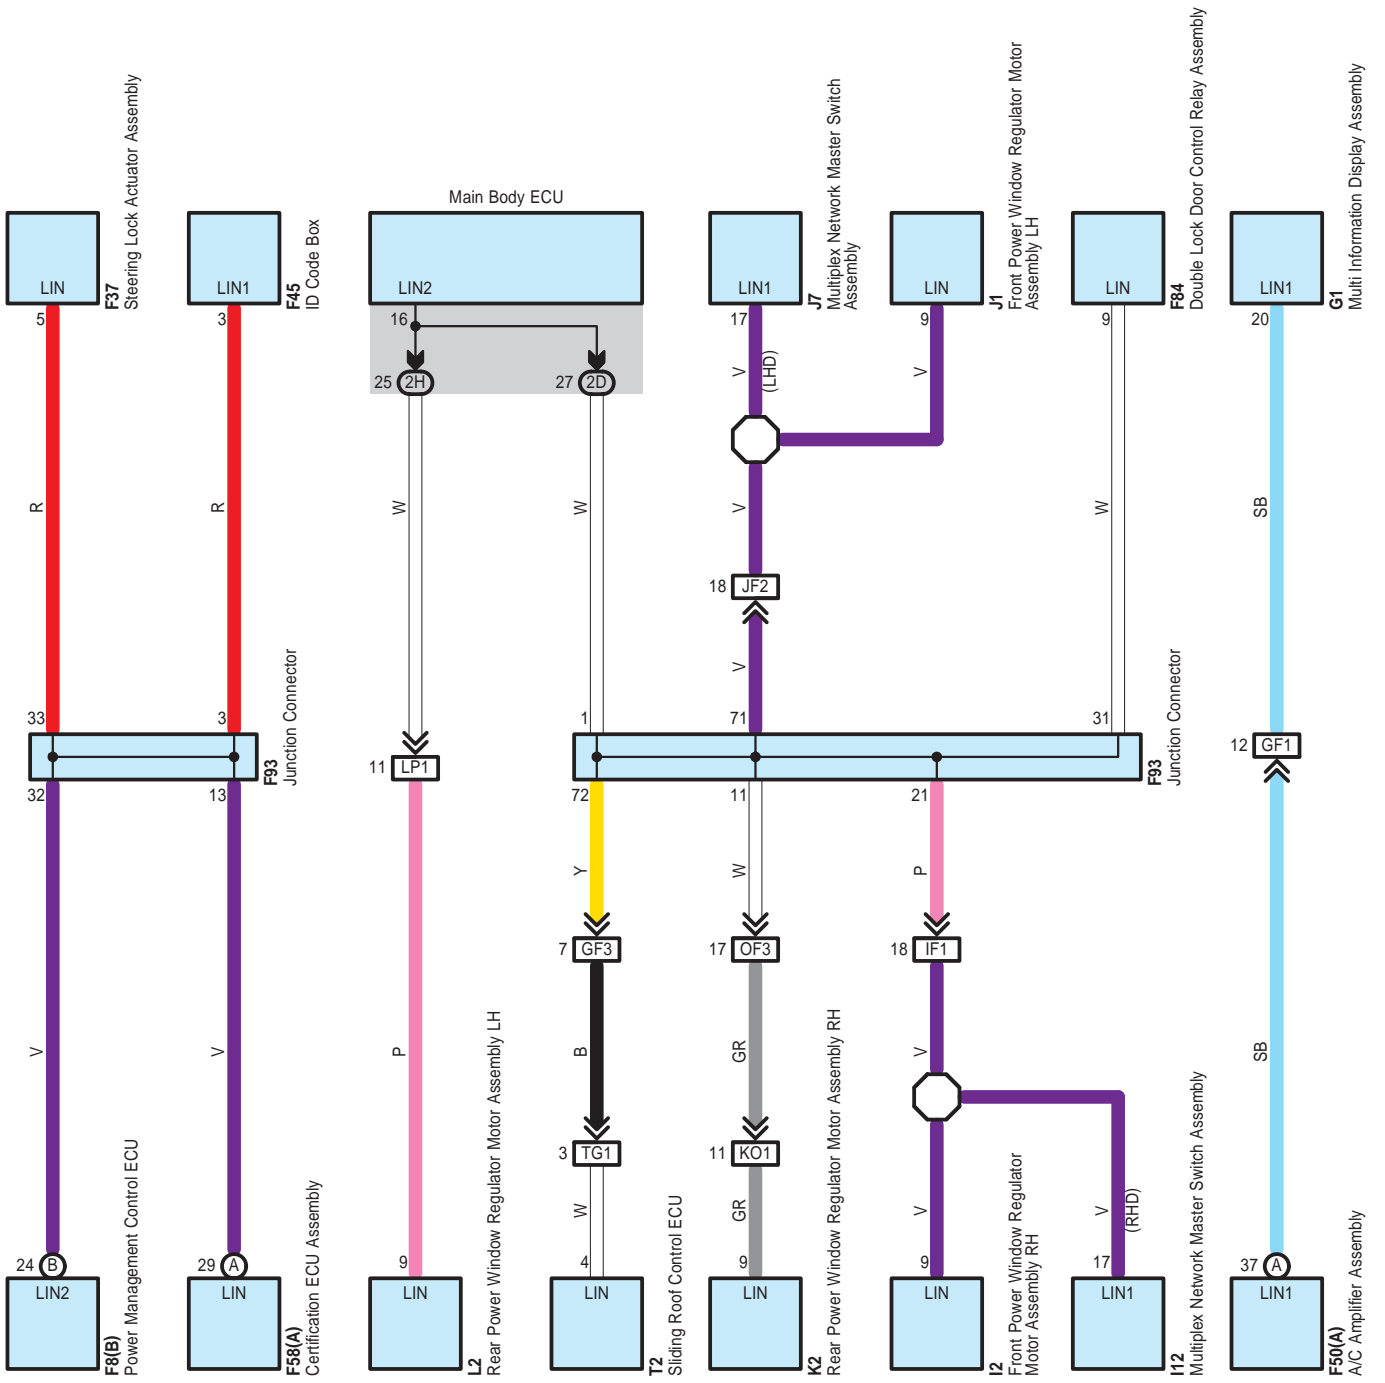 Main Body ECU
LIN
LIN1
LIN2
LIN1
LIN
LIN
LIN1
F37
Steering Lock Actuator Assembly
F45
ID Code Box
J7
Multiplex Network Master Switch
Assembly
J1
Front Power Window Regulator Motor
Assembly LH
F84
Double Lock Door Control Relay Assembly
G1
Multi Information Display Assembly
5
3
16
17
9
9
20
25
2H
27
2D
V
(LHD)
V
R
R
W
W
V
W
SB
18
JF2
V
33
3
1
71
31
F93
Junction Connector
11
LP1
F93
Junction Connector
12
GF1
32
13
72
11
21
Y
W
P
7
GF3
17
OF3
18
IF1
V
V
P
B
GR
V
SB
3
TG1
11
KO1
W
GR
V
V
(RHD)
24
B
29
A
9
4
9
9
17
37
A
LIN2
LIN
LIN
LIN
LIN
LIN
LIN1
LIN1
F8(B)
Power Management Control ECU
F58(A)
Certification ECU Assembly
L2
Rear Power Window Regulator Motor Assembly LH
T2
Sliding Roof Control ECU
K2
Rear Power Window Regulator Motor Assembly RH
I2
Front Power Window Regulator
Motor Assembly RH
I12
Multiplex Network Master Switch Assembly
F50(A)
A/C Amplifier Assembly